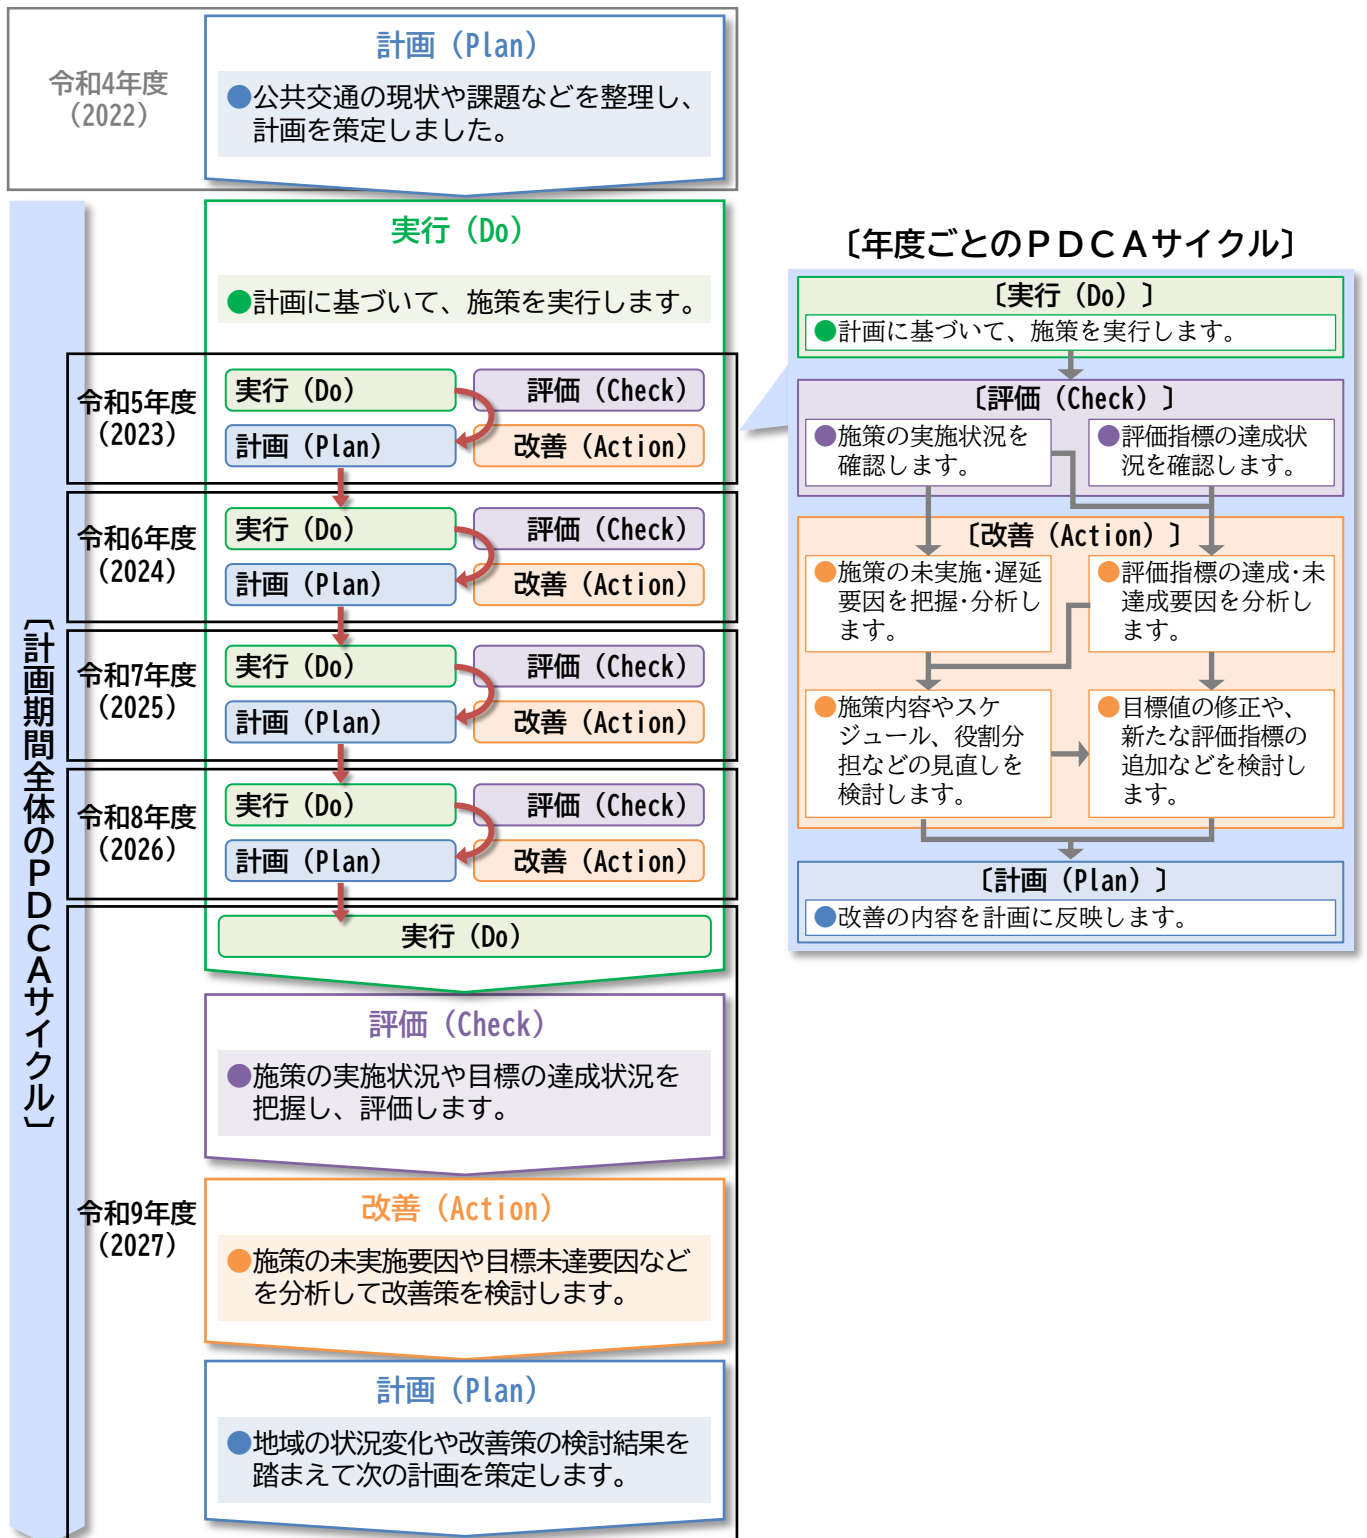 計画（Plan）
令和4年度
（2022）
●公共交通の現状や課題などを整理し、
計画を策定しました。
〔計画期間全体のＰＤＣＡサイクル〕
実行（Do）
●計画に基づいて、施策を実行します。
令和5年度
（2023）
実行（Do）
評価（Check）
計画（Plan）
改善（Action）
令和6年度
（2024）
実行（Do）
評価（Check）
計画（Plan）
改善（Action）
令和7年度
（2025）
実行（Do）
評価（Check）
計画（Plan）
改善（Action）
令和8年度
（2026）
実行（Do）
評価（Check）
計画（Plan）
改善（Action）
令和9年度
（2027）
実行（Do）
評価（Check）
●施策の実施状況や目標の達成状況を
把握し、評価します。
改善（Action）
●施策の未実施要因や目標未達要因など
を分析して改善策を検討します。
計画（Plan）
●地域の状況変化や改善策の検討結果を
踏まえて次の計画を策定します。
〔年度ごとのＰＤＣＡサイクル〕
〔実行（Do）〕
●計画に基づいて、施策を実行します。
〔評価（Check）〕
●施策の実施状況を
確認します。
●評価指標の達成状
況を確認します。
〔改善（Action）〕
●施策の未実施・遅延
要因を把握・分析し
ます。
●評価指標の達成・未
達成要因を分析し
ます。
●施策内容やスケ
ジュール、役割分
担などの見直しを
検討します。
●目標値の修正や、
新たな評価指標の
追加などを検討し
ます。
〔計画（Plan）〕
●改善の内容を計画に反映します。